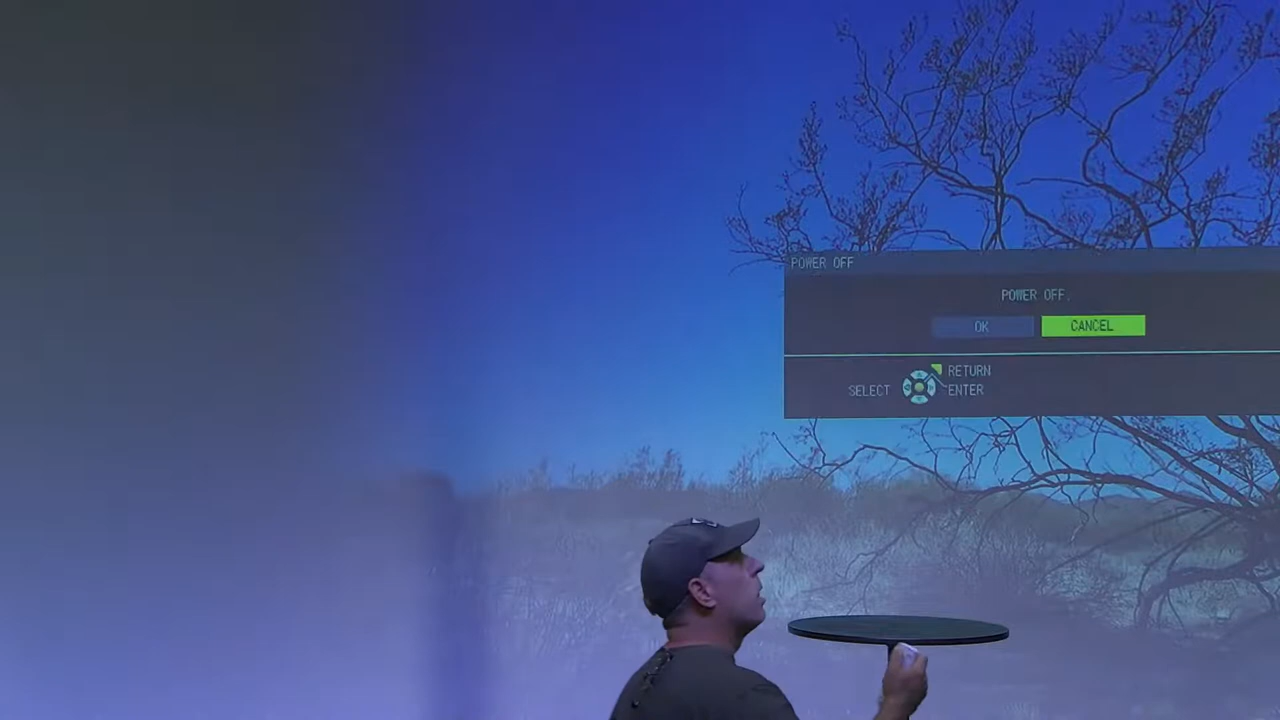 POWER OFF
POWER OFF.
OK CANCEL
RETURN
SELECT ENTER